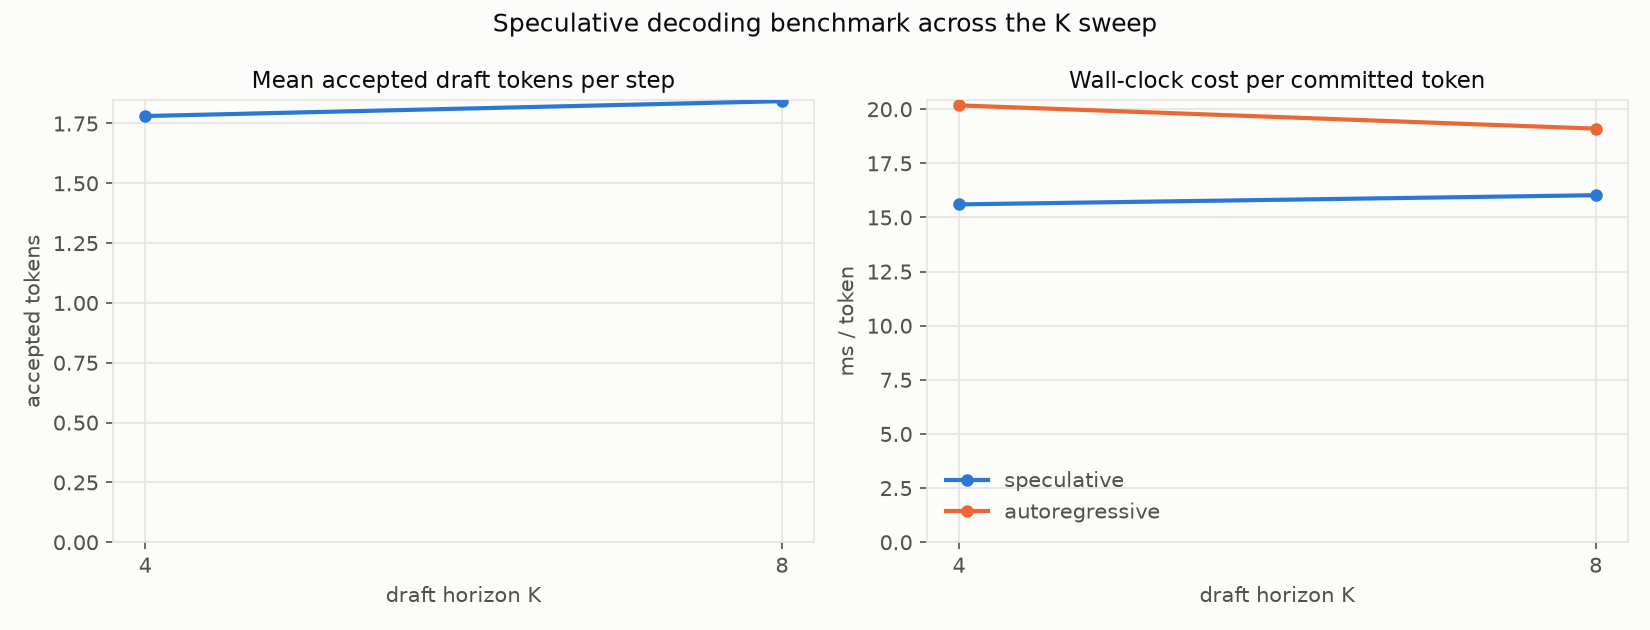 Speculative decoding benchmark across the K sweep
Mean accepted draft tokens per step
accepted tokens
1.75
1.50
1.25
1.00
0.75
0.50
0.25
0.00
4
8
draft horizon K
Wall-clock cost per committed token
ms / token
20.0
17.5
15.0
12.5
10.0
7.5
5.0
2.5
0.0
speculative
autoregressive
4
8
draft horizon K